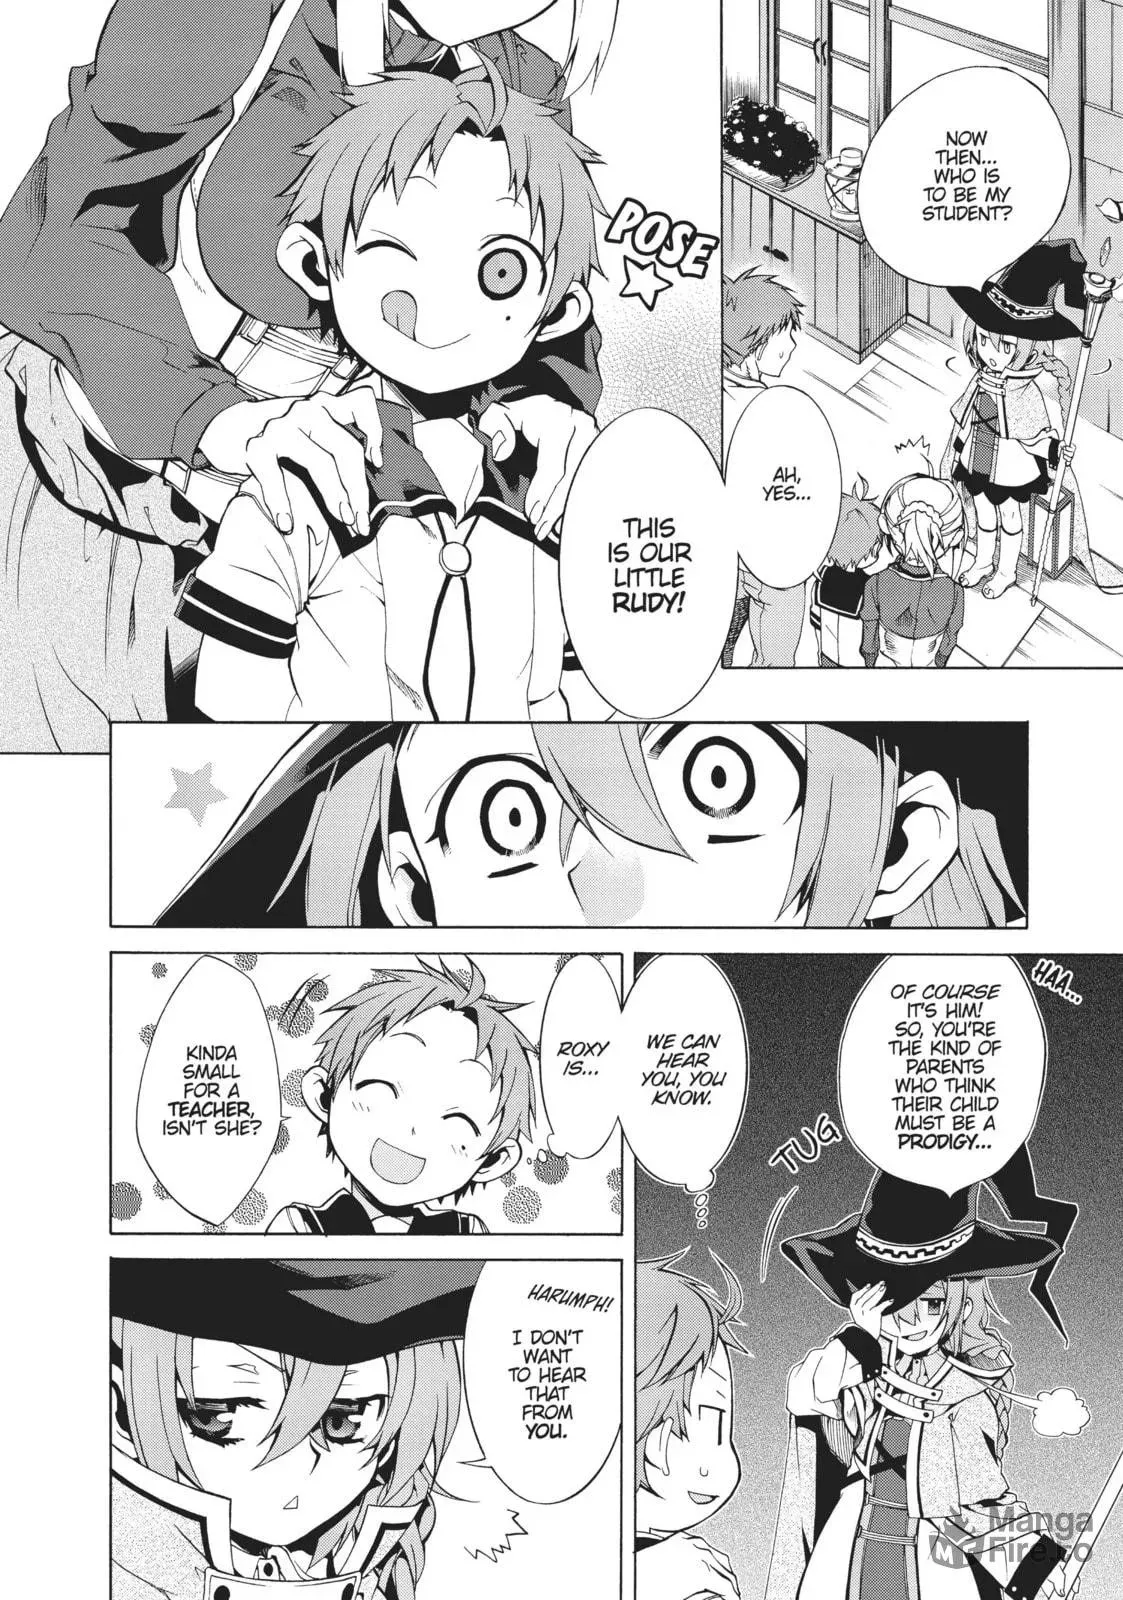 NOW
THEN...
WHO IS
TO BE MY
STUDENT?
AH,
YES...
POSE
THIS
IS OUR
LITTLE
RUDY!
HAA...
OF COURSE
IT'S HIM!
SO, YOU'RE
THE KIND OF
PARENTS
WHO THINK
THEIR CHILD
MUST BE A
PRODIGY...
TUG
WE CAN
HEAR
YOU, YOU
KNOW.
ROXY
IS...
KINDA
SMALL
FOR A
TEACHER,
ISN'T SHE?
HARUMPH!
I DON'T
WANT
TO HEAR
THAT
FROM
YOU.
Manga
Fire.to